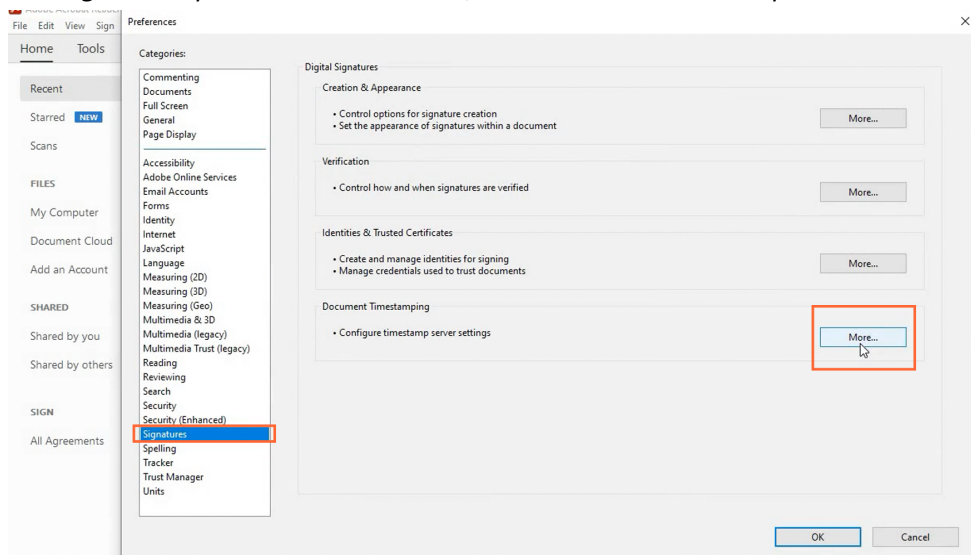 File Edit View Sign
Preferences
Home Tools
Recent
Starred NEW
Scans
FILES
My Computer
Document Cloud
Add an Account
SHARED
Shared by you
Shared by others
SIGN
All Agreements
Categories:
Commenting
Documents
Full Screen
General
Page Display
Accessibility
Adobe Online Services
Email Accounts
Forms
Identity
Internet
JavaScript
Language
Measuring (2D)
Measuring (3D)
Measuring (Geo)
Multimedia & 3D
Multimedia (legacy)
Multimedia Trust (legacy)
Reading
Reviewing
Search
Security
Security (Enhanced)
Signatures
Spelling
Tracker
Trust Manager
Units
Digital Signatures
Creation & Appearance
• Control options for signature creation
• Set the appearance of signatures within a document
More...
Verification
• Control how and when signatures are verified
More...
Identities & Trusted Certificates
• Create and manage identities for signing
• Manage credentials used to trust documents
More...
Document Timestamping
• Configure timestamp server settings
More...
OK Cancel